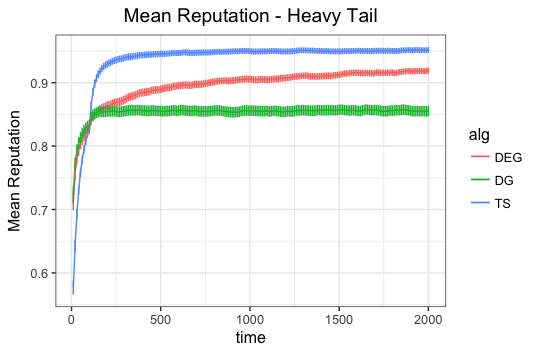 Mean Reputation - Heavy Tail
Mean Reputation
0.9
0.8
0.7
0.6
0
500
1000
1500
2000
time
alg
DEG
DG
TS